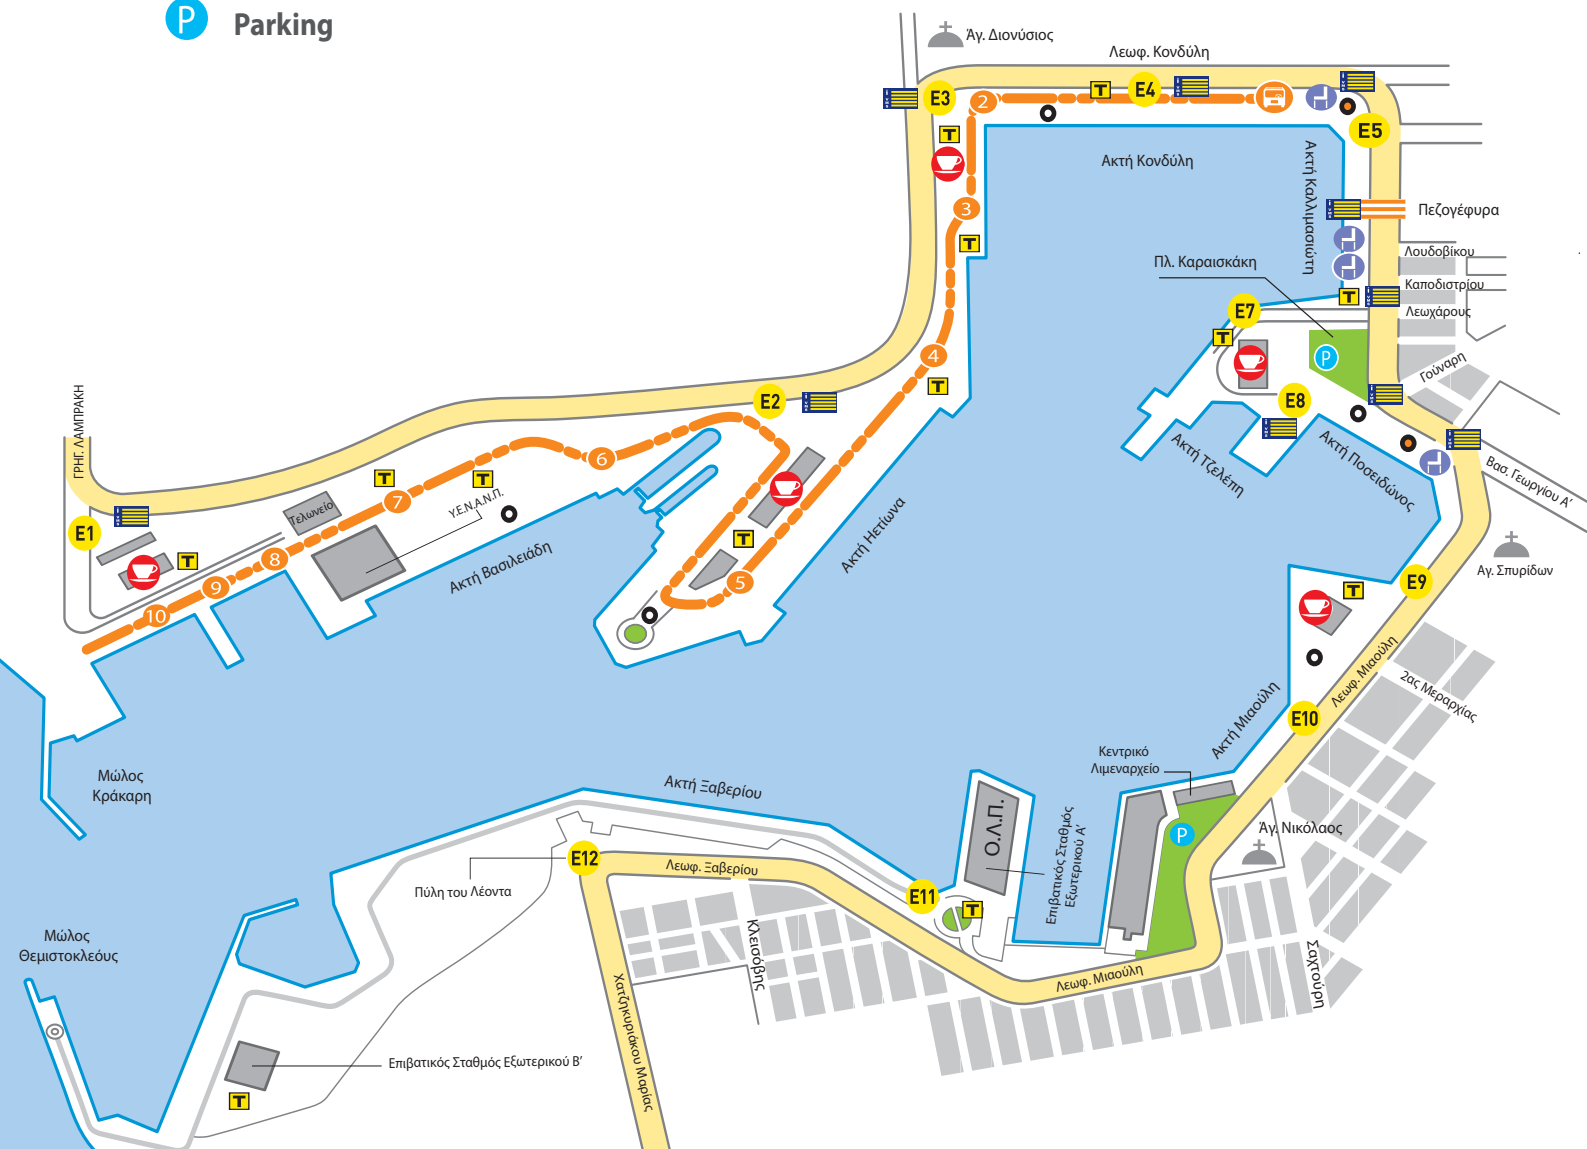 P Parking
Άγ. Διονύσιος
Λεωφ. Κονδύλη
E3
2
T
E4
E5
T
Ακτή Κονδύλη
Ακτή Καλλιμασιώτη
3
T
Πεζογέφυρα
Πλ. Καραισκάκη
Λουδοβίκου
Καποδιστρίου
Λεωχάρους
T
E7
T
P
Γούναρη
4
T
E2
E8
ΓΡΗΓ. ΛΑΜΠΡΑΚΗ
6
T
T
7
Υ.Ε.Ν.Α.Ν.Π.
Τελωνείο
Ακτή Τζελέπη
Ακτή Ποσειδώνος
Βασ. Γεωργίου Α'
E1
T
8
9
10
Ακτή Βασιλειάδη
T
5
Ακτή Ηετίωνα
Αγ. Σπυρίδων
E9
T
Λεωφ. Μιαούλη
2ας Μεραρχίας
E10
Ακτή Μιαούλη
Μώλος
Κράκαρη
Ακτή Ξαβερίου
Κεντρικό
Λιμεναρχείο
Ο.Λ.Π.
Επιβατικός Σταθμός
Εξωτερικού Α'
P
Άγ. Νικόλαος
E12
Λεωφ. Ξαβερίου
Πύλη του Λέοντα
E11
T
Κλεισόβης
Μώλος
Θεμιστοκλεόυς
Λεωφ. Μιαούλη
Σαχτούρη
Χατζηκυριάκου Μαρίας
Επιβατικός Σταθμός Εξωτερικού Β'
T